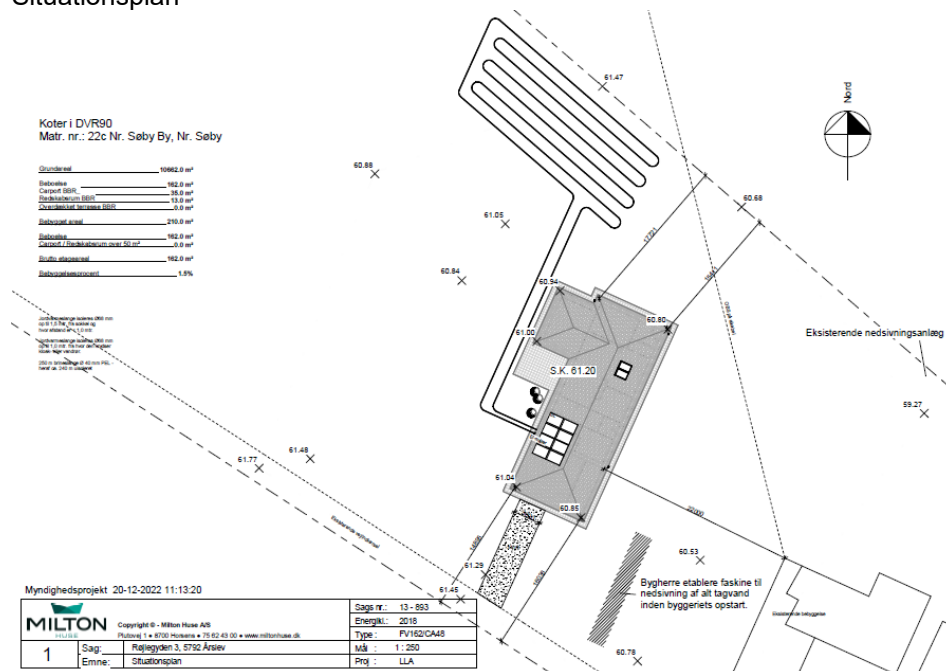 Situationsplan
Koter i DVR90
Matr. nr.: 22c Nr. Søby By, Nr. Søby
Grundareal 10662.0 m²
Beboelse 162.0 m²
Carport BBR 35.0 m²
Redskabsrum BBR 13.0 m²
Overdækket terrasse BBR 0.0 m²
Bebygget areal 210.0 m²
Beboelse 162.0 m²
Carport / Redskabsrum over 50 m² 0.0 m²
Brutto etageareal 162.0 m²
Bebyggelsesprocent 1.5%
Nord
61.47
60.88
61.05
60.68
60.84
17721
60.94
60.80
61.00
S.K. 61.20
Eksisterende nedsivningsanlæg
59.27
61.48
61.77
61.04
60.85
22000
60.53
61.29
61.45
Bygherre etablere faskine til
nedsivning af alt tagvand
inden byggeriets opstart.
Eksisterende bebyggelse
60.78
Myndighedsprojekt 20-12-2022 11:13:20
MILTON
HUSE
Copyright © - Milton Huse A/S
Plutovej 1 • 8700 Horsens • 75 62 43 00 • www.miltonhuse.dk
Sags nr.: 13 - 893
Energikl.: 2018
Type : PV162/CA48
Mål : 1 : 250
Proj : LLA
1
Sag: Røjlegyden 3, 5792 Årslev
Emne: Situationsplan